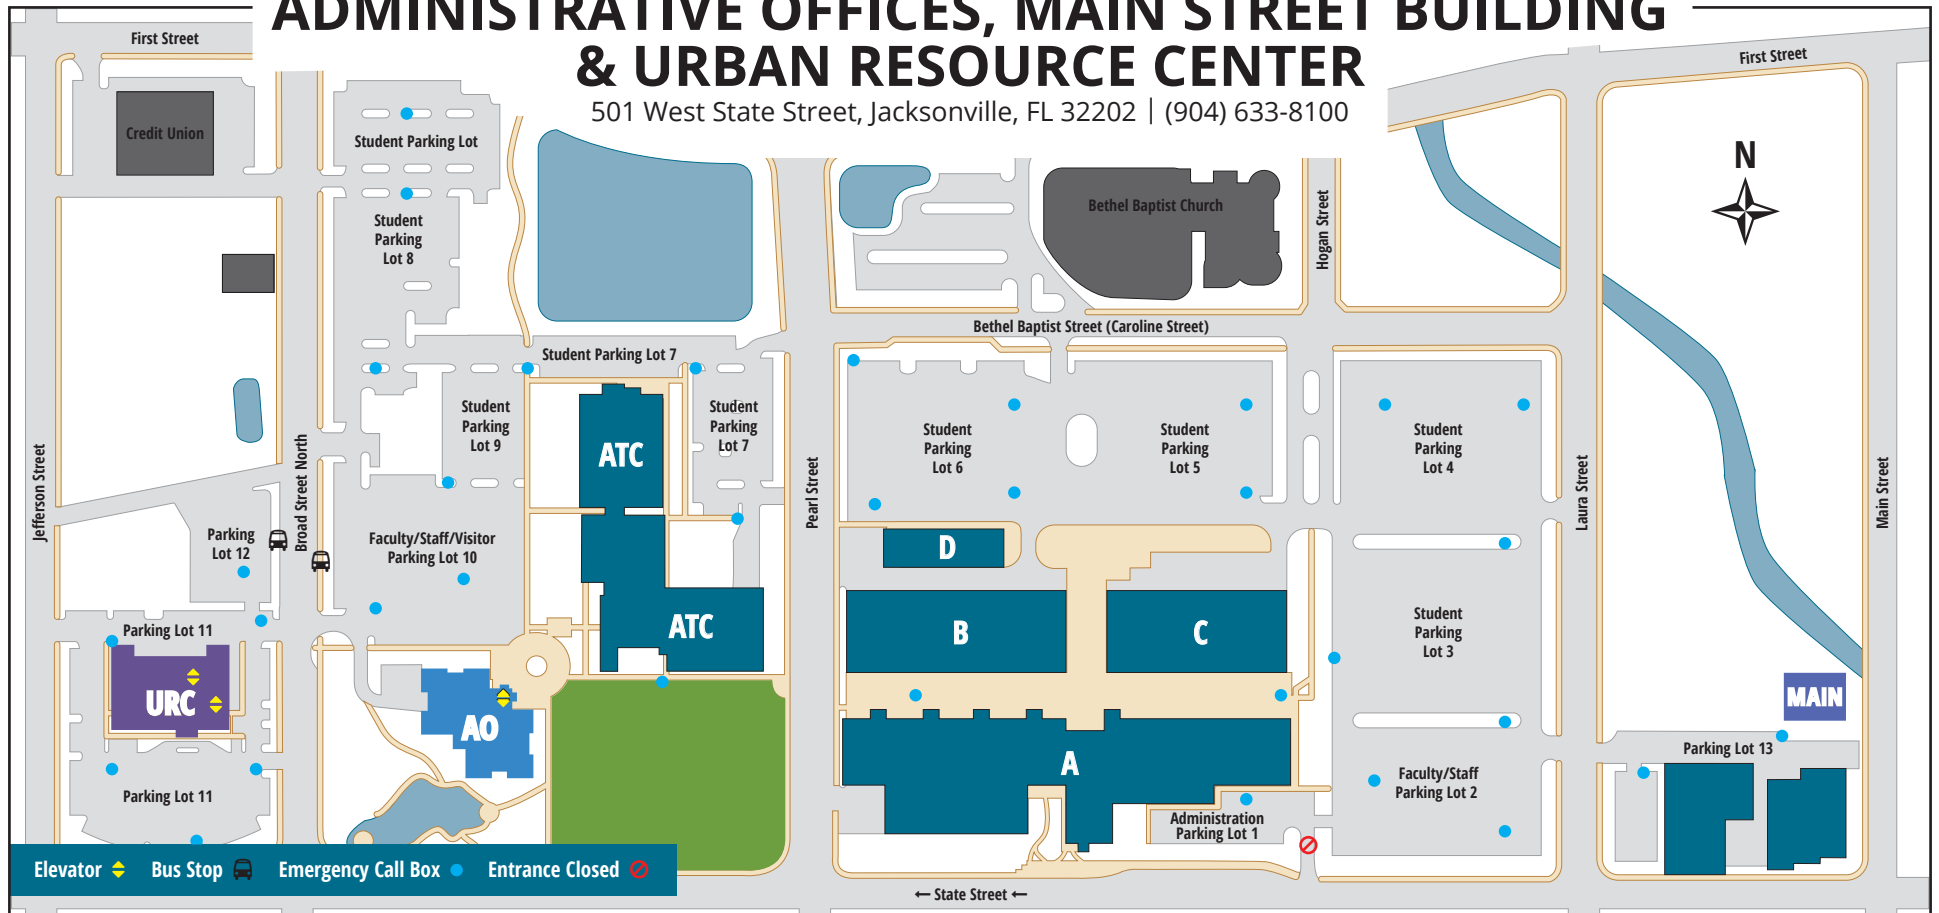 ADMINISTRATIVE OFFICES, MAIN STREET BUILDING
& URBAN RESOURCE CENTER
501 West State Street, Jacksonville, FL 32202 | (904) 633-8100
First Street
First Street
Credit Union
Student Parking Lot
N
Student
Parking
Lot 8
Bethel Baptist Church
Hogan Street
Bethel Baptist Street (Caroline Street)
Student Parking Lot 7
Student
Parking
Lot 9
ATC
Student
Parking
Lot 7
Student
Parking
Lot 6
Student
Parking
Lot 5
Student
Parking
Lot 4
Jefferson Street
Broad Street North
Pearl Street
Laura Street
Main Street
Parking
Lot 12
Faculty/Staff/Visitor
Parking Lot 10
D
Parking Lot 11
ATC
B
C
Student
Parking
Lot 3
URC
AO
MAIN
Parking Lot 13
A
Faculty/Staff
Parking Lot 2
Parking Lot 11
Administration
Parking Lot 1
Elevator
Bus Stop
Emergency Call Box
Entrance Closed
← State Street ←